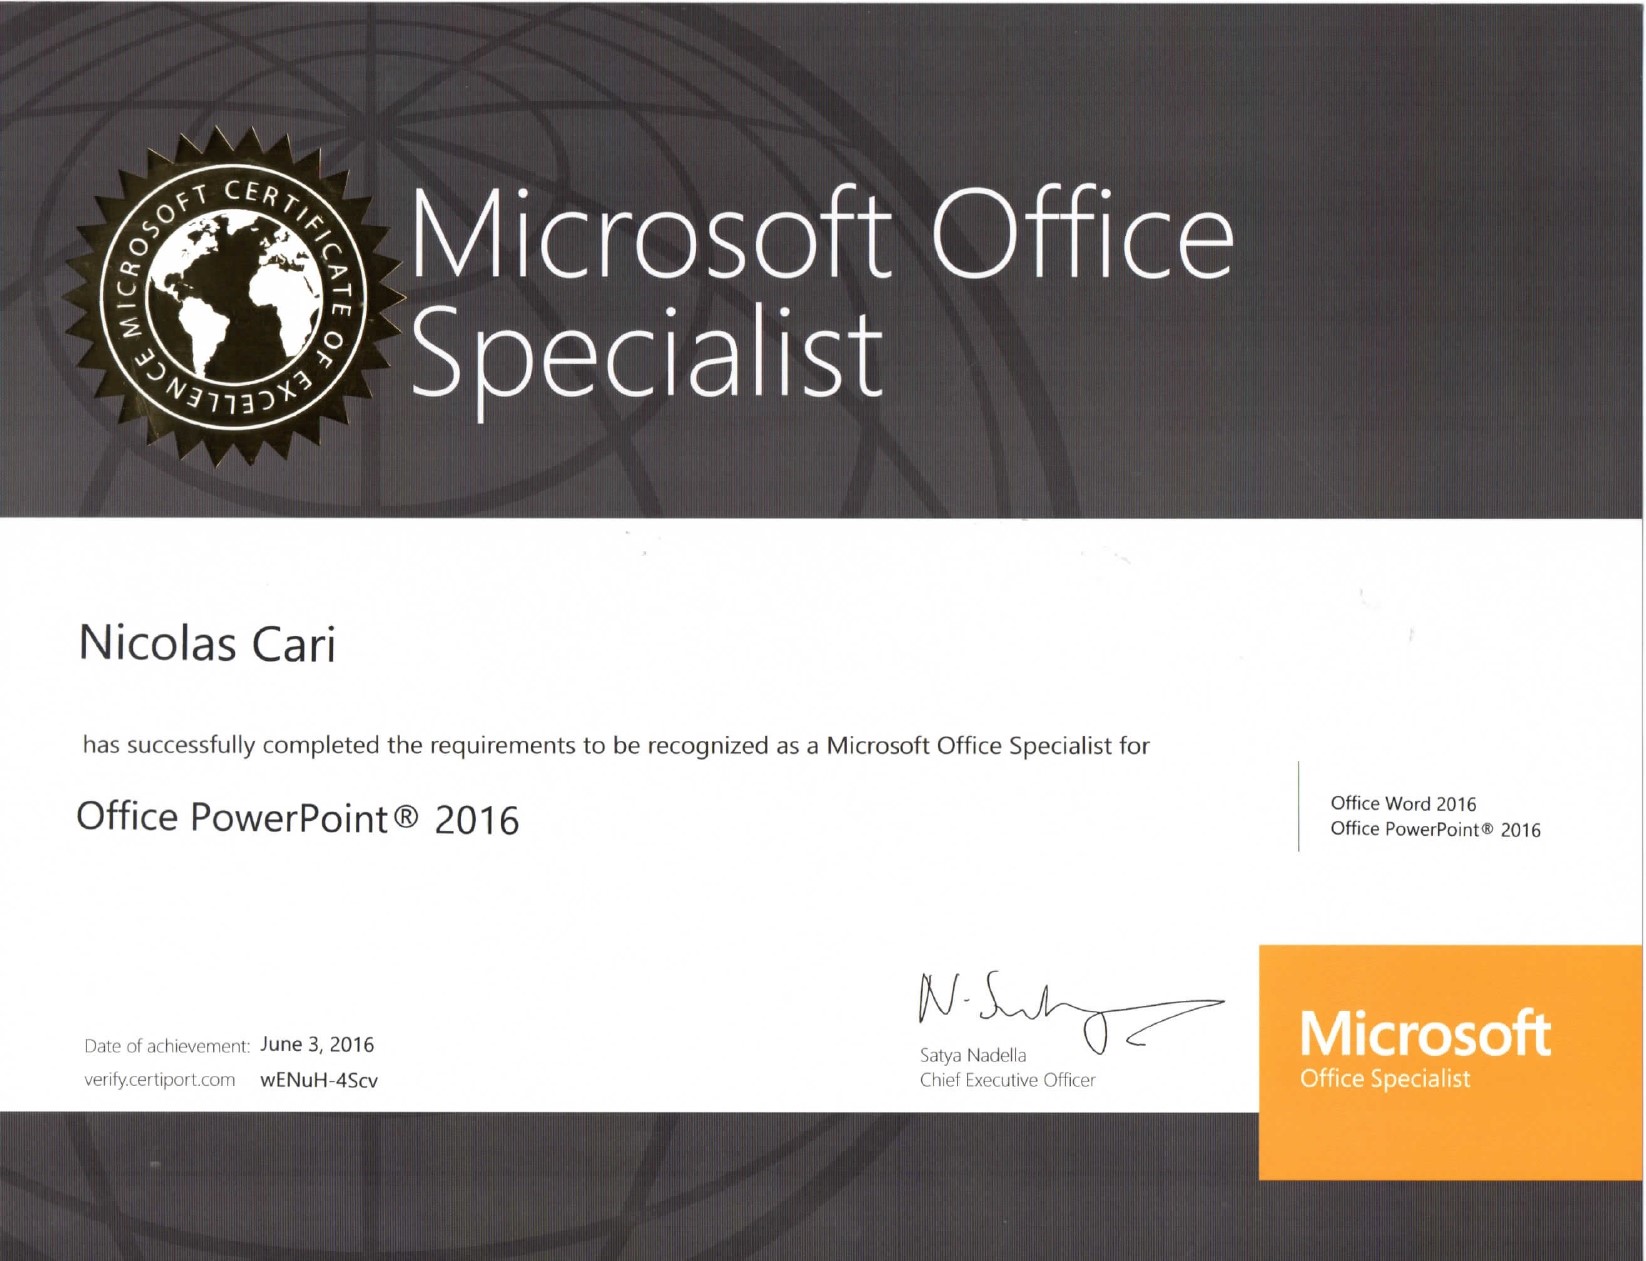 MICROSOFT CERTIFICATE OF EXCELLENCE
Microsoft Office
Specialist
Nicolas Cari
has successfully completed the requirements to be recognized as a Microsoft Office Specialist for
Office PowerPoint® 2016
Office Word 2016
Office PowerPoint® 2016
Date of achievement: June 3, 2016
verify.certiport.com wENuH-4Scv
N. Satya
Satya Nadella
Chief Executive Officer
Microsoft
Office Specialist